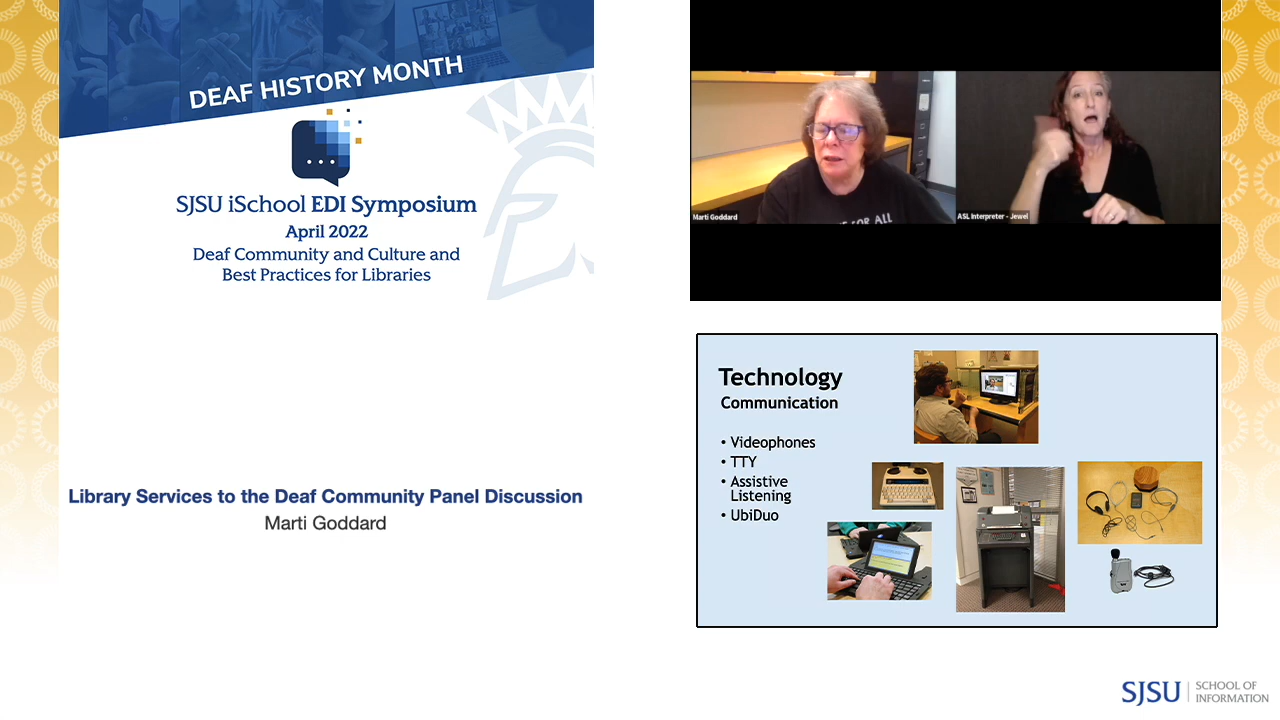 DEAF HISTORY MONTH
SJSU iSchool EDI Symposium
April 2022
Deaf Community and Culture and
Best Practices for Libraries
Library Services to the Deaf Community Panel Discussion
Marti Goddard
FOR ALL
Marti Goddard
ASL Interpreter - Jewel
Technology
Communication
• Videophones
• TTY
• Assistive
Listening
• UbiDuo
SJSU | SCHOOL OF
INFORMATION